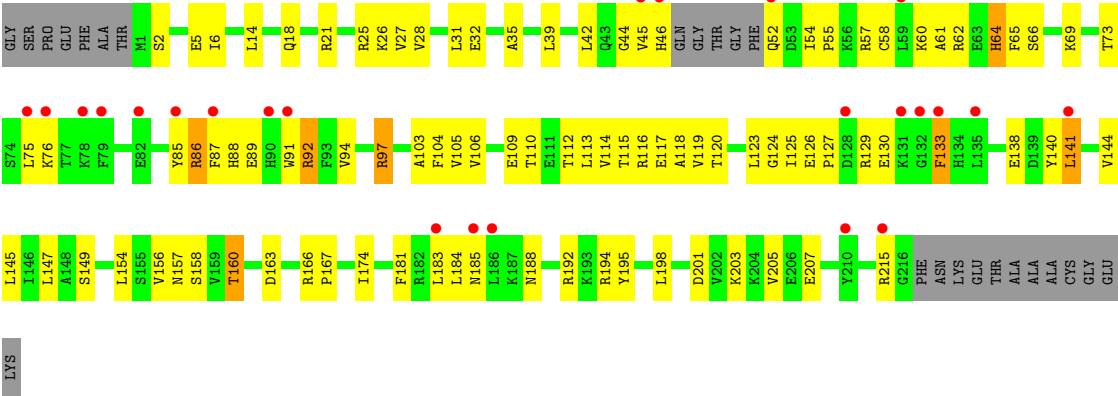 GLY SER PRO GLU PHE ALA THR M1 S2 E5 I6 L14 Q18 R21 R25 K26 V27 V28 L31 E32 A35 L39 L42 Q43 G44 V45 H46 GLN GLY THR GLY PHE Q52 D53 I54 P55 K56 R57 C58 L59 K60 A61 R62 E63 H64 F65 S66 K69 T73
S74 L75 K76 T77 K78 F79 E82 Y85 R86 F87 H88 E89 H90 W91 R92 F93 V94 R97 A103 F104 V105 V106 E109 T110 E111 T112 L113 V114 T115 R116 E117 A118 V119 T120 L123 G124 I125 E126 P127 D128 R129 E130 K131 G132 F133 H134 L135 E138 D139 Y140 L141 V144
L145 I146 L147 A148 S149 L154 S155 V156 N157 S158 V159 T160 D163 R166 P167 I174 F181 R182 L183 L184 N185 L186 K187 N188 R192 K193 R194 Y195 L198 D201 V202 K203 K204 V205 E206 E207 Y210 R215 G216 PHE ASN LYS GLU THR ALA ALA ALA CYS GLY GLU
LYS